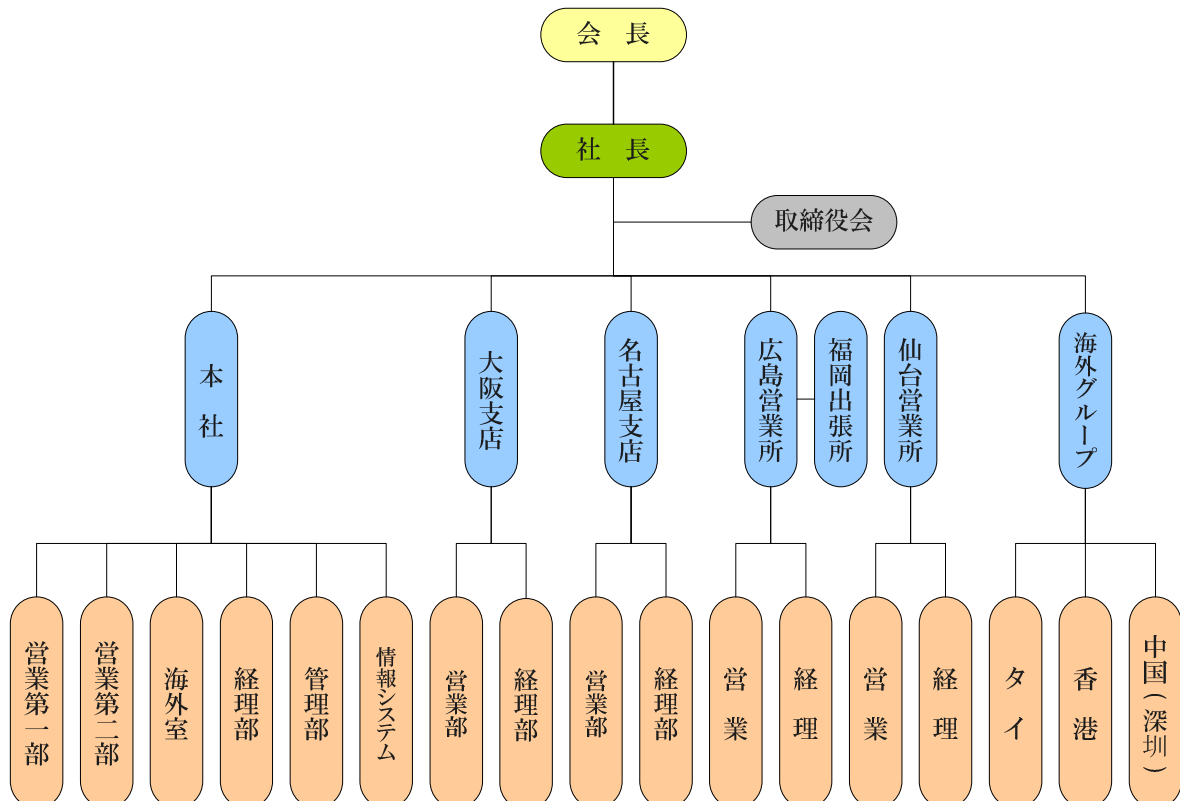 会　長
社　長
取締役会
本　社
大阪支店
名古屋支店
広島営業所
福岡出張所
仙台営業所
海外グループ
営業第一部
営業第二部
海外室
経理部
管理部
情報システム
営業部
経理部
営業部
経理部
営　業
経　理
営　業
経　理
タ　イ
香　港
中国(深圳)